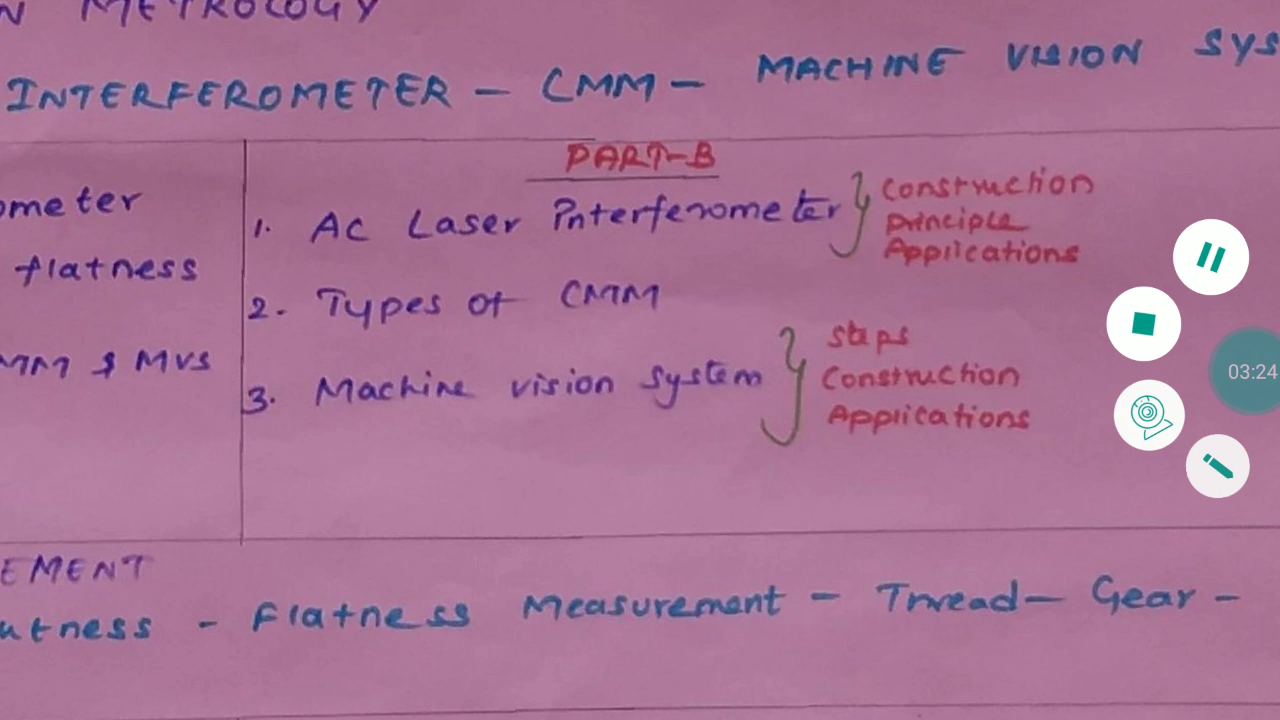 N METROLOGY
INTERFEROMETER - CMM - MACHINE VISION SYS
ometer
flatness
MM & MVS
PART-B
1. AC Laser Interferometer } Construction
Principle
Applications
2. Types of CMM
3. Machine vision system } Steps
Construction
Applications
03:24
EMENT
utness - Flatness Measurement - Thread - Gear -